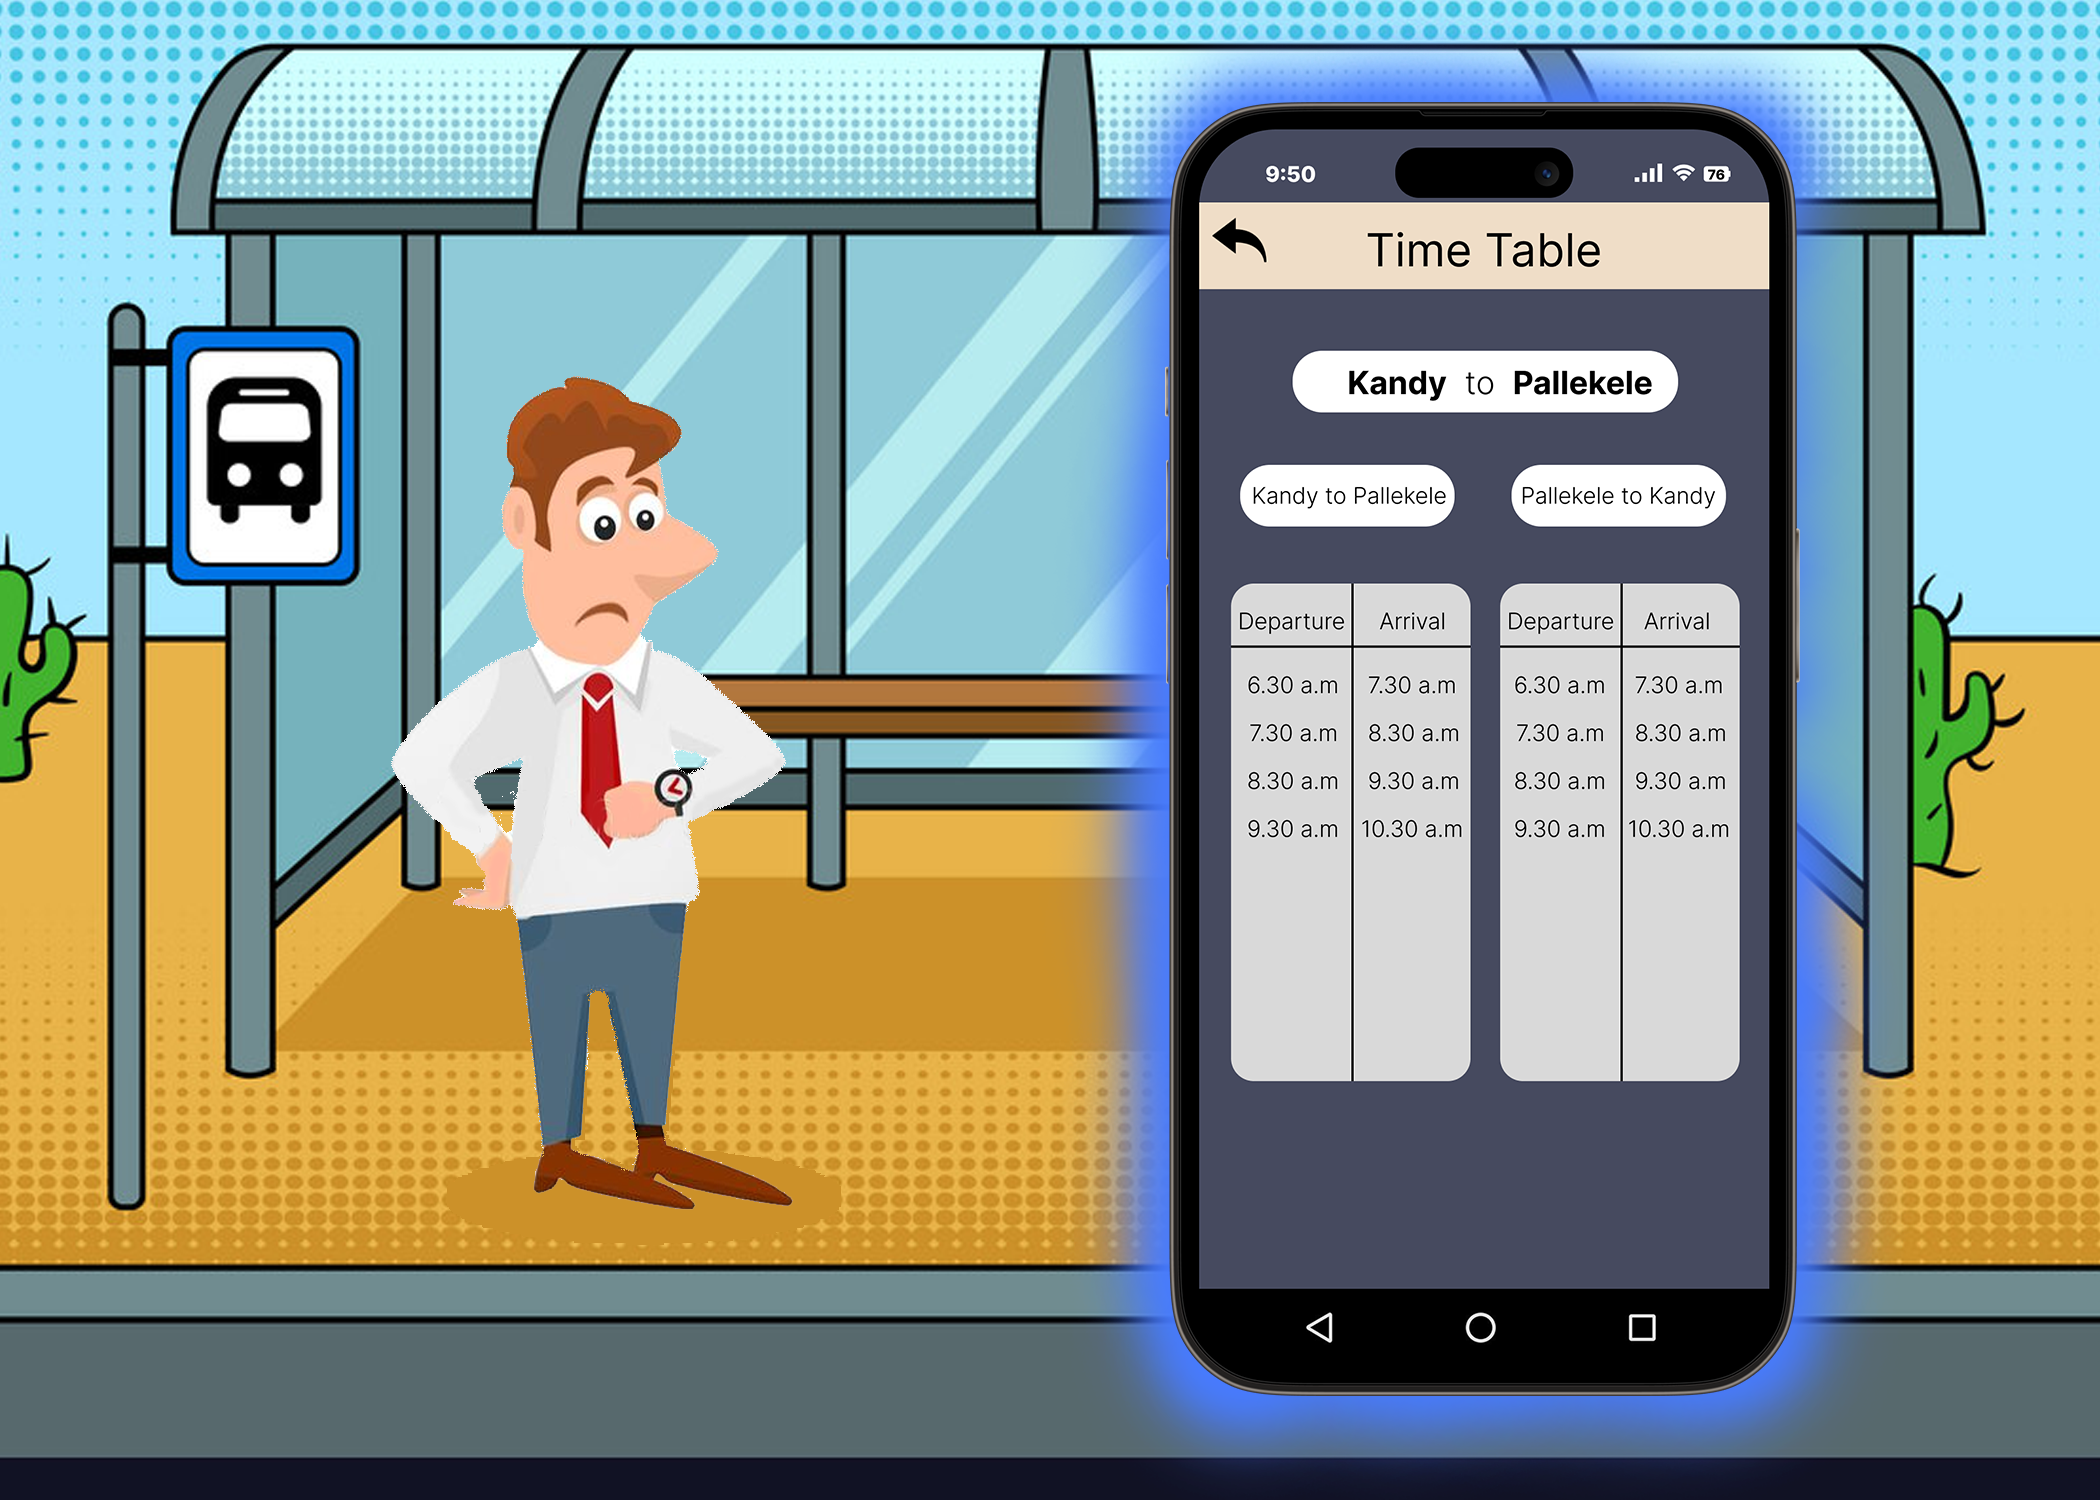 9:50
76
Time Table
Kandy to Pallekele
Kandy to Pallekele
Pallekele to Kandy
Departure Arrival
6.30 a.m 7.30 a.m
7.30 a.m 8.30 a.m
8.30 a.m 9.30 a.m
9.30 a.m 10.30 a.m
Departure Arrival
6.30 a.m 7.30 a.m
7.30 a.m 8.30 a.m
8.30 a.m 9.30 a.m
9.30 a.m 10.30 a.m